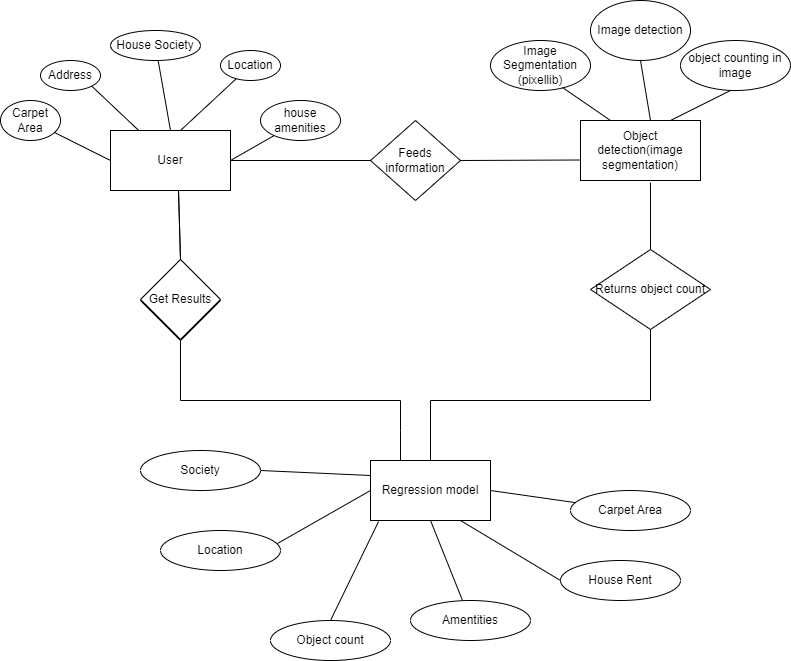 House Society
Address
Location
Carpet
Area
house
amenities
User
Feeds
information
Image
Segmentation
(pixellib)
Image detection
object counting in
image
Object
detection(image
segmentation)
Get Results
Returns object count
Society
Regression model
Carpet Area
Location
House Rent
Object count
Amentities